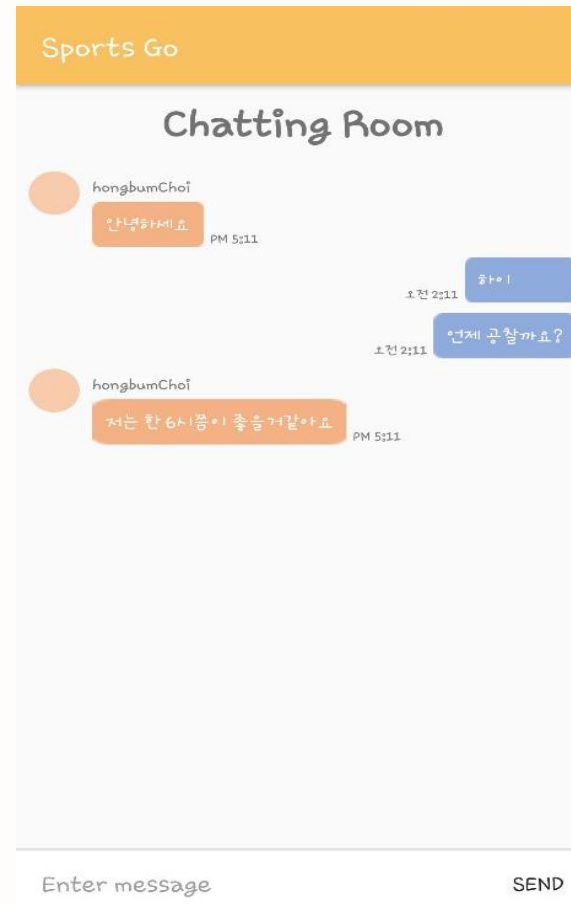 Sports Go
Chatting Room
hongbumChoi
안녕하세요
PM 5:11
하이
오전 2:11
언제 공찰까요?
오전 2:11
hongbumChoi
저는 한 6시쯤이 좋을거같아요
PM 5:11
Enter message
SEND